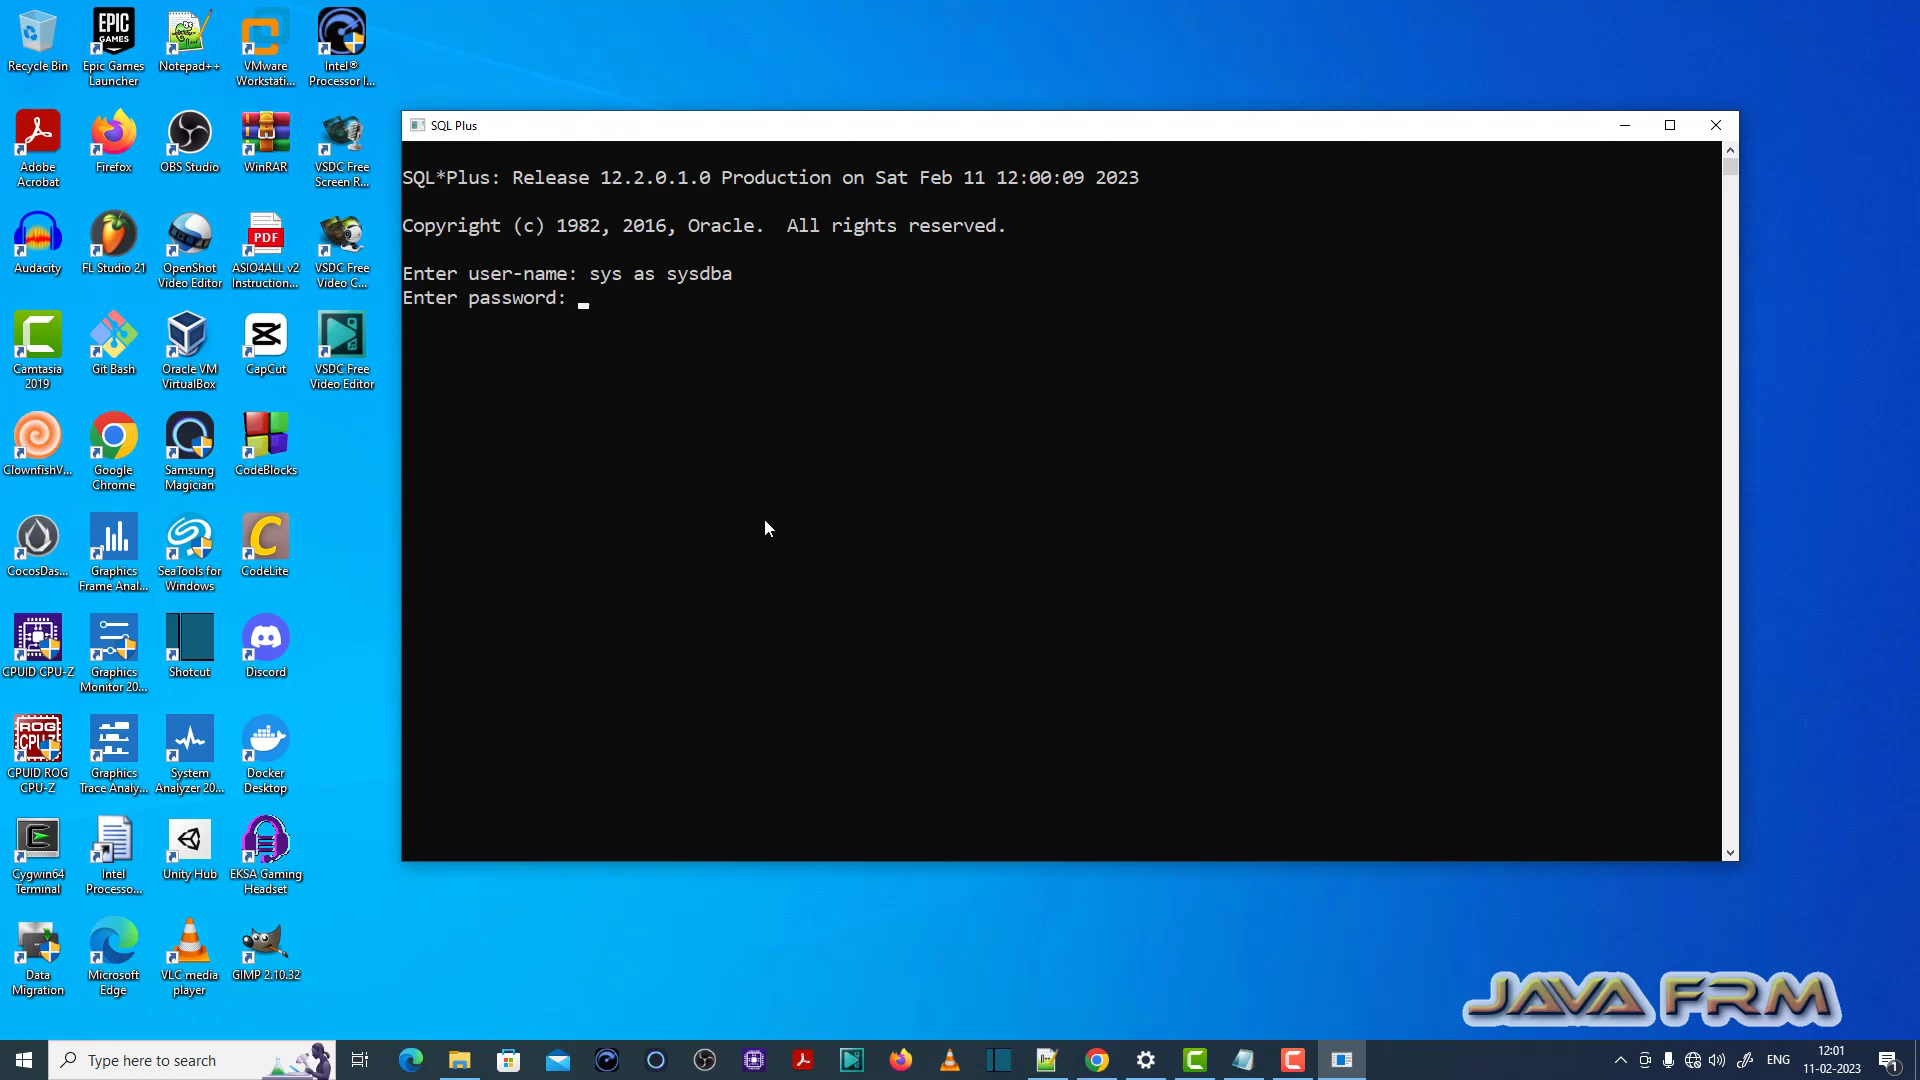 Recycle Bin
Epic Games
Launcher
Notepad++
VMware
Workstati...
Intel®
Processor I...
Adobe
Acrobat
Firefox
OBS Studio
WinRAR
VSDC Free
Screen R...
Audacity
FL Studio 21
OpenShot
Video Editor
PDF
ASIO4ALL v2
Instruction...
VSDC Free
Video C...
Camtasia
2019
Git Bash
Oracle VM
VirtualBox
CapCut
VSDC Free
Video Editor
ClownfishV...
Google
Chrome
Samsung
Magician
CodeBlocks
CocosDas...
Graphics
Frame Anal...
SeaTools for
Windows
CodeLite
CPUID CPU-Z
Graphics
Monitor 20...
Shotcut
Discord
CPUID ROG
CPU-Z
Graphics
Trace Analy...
System
Analyzer 20...
Docker
Desktop
Cygwin64
Terminal
Intel
Processo...
Unity Hub
EKSA Gaming
Headset
Data
Migration
Microsoft
Edge
VLC media
player
GIMP 2.10.32
SQL Plus
SQL*Plus: Release 12.2.0.1.0 Production on Sat Feb 11 12:00:09 2023
Copyright (c) 1982, 2016, Oracle.  All rights reserved.
Enter user-name: sys as sysdba
Enter password:
JAVA FRM
Type here to search
ENG
12:01
11-02-2023
1